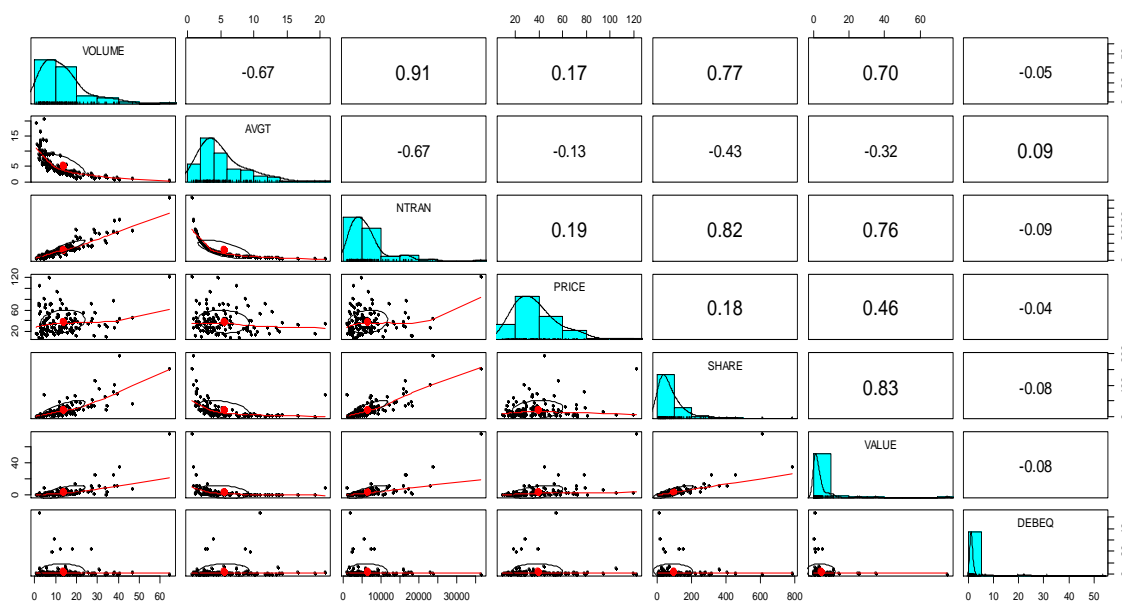 0 5 10 15 20 20 40 60 80 100 120 0 20 40 60
VOLUME -0.67 0.91 0.17 0.77 0.70 -0.05
0 5 15 AVGT -0.67 -0.13 -0.43 -0.32 0.09
NTRAN 0.19 0.82 0.76 -0.09
20 60 120 PRICE 0.18 0.46 -0.04
SHARE 0.83 -0.08
0 40 VALUE -0.08
DEBEQ
0 10 20 30 40 50 60 0 10000 30000 0 200 400 600 800 0 10 20 30 40 50